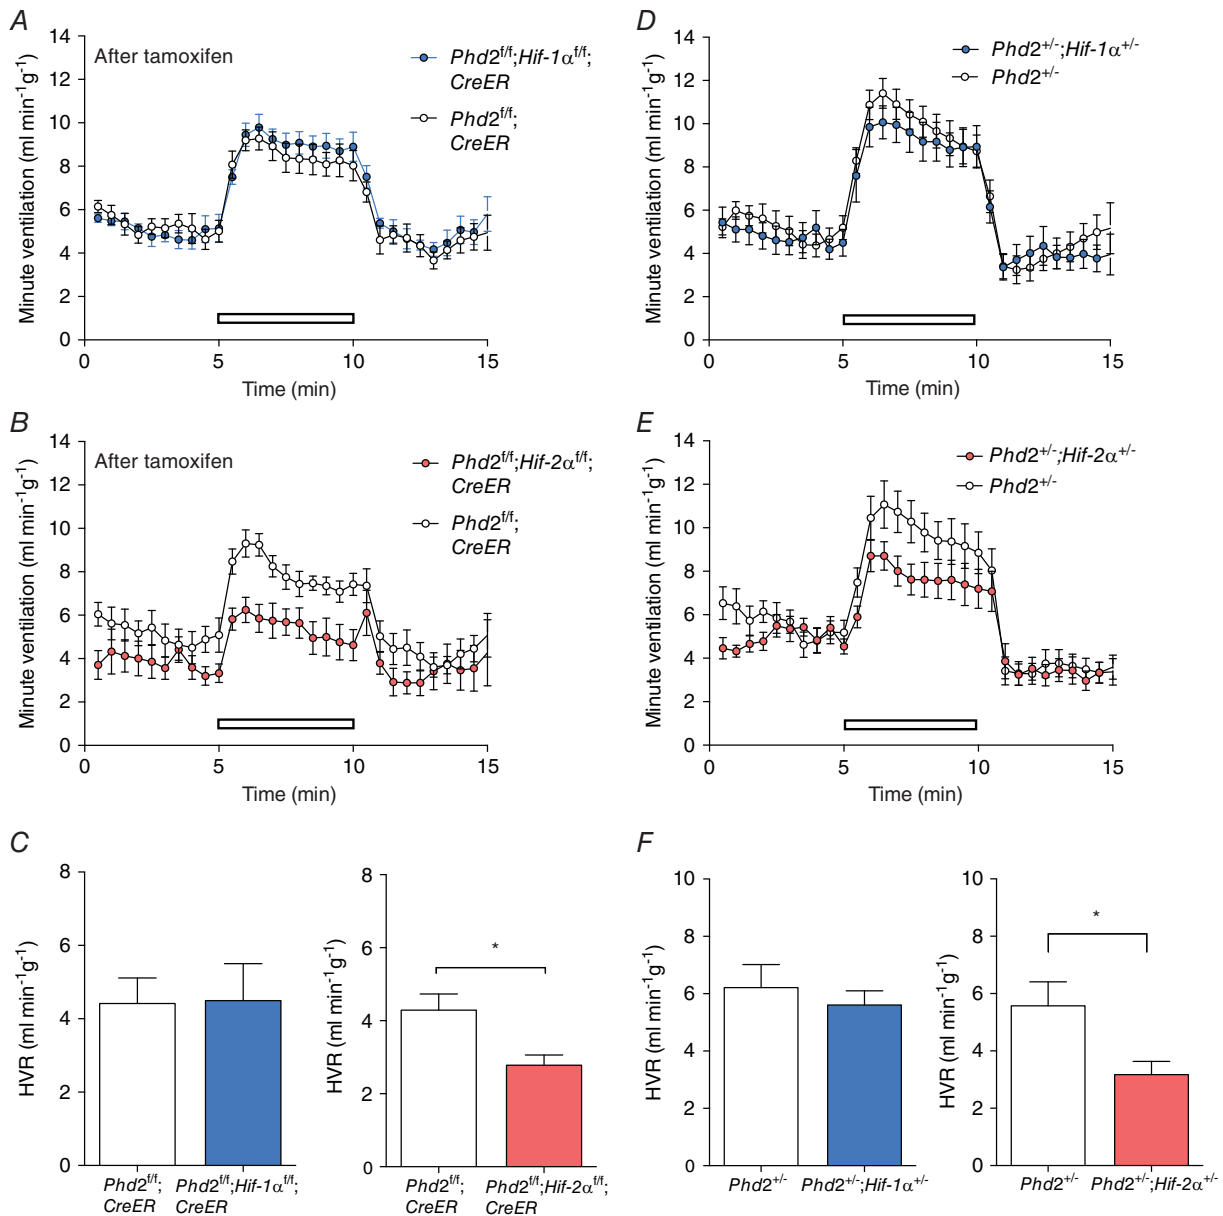 A
After tamoxifen
Phd2f/f;Hif-1αf/f;
CreER
Phd2f/f;
CreER
Minute ventilation (ml min-1g-1)
14
12
10
8
6
4
2
0
0 5 10 15
Time (min)
D
Phd2+/-;Hif-1α+/-
Phd2+/-
Minute ventilation (ml min-1g-1)
14
12
10
8
6
4
2
0
0 5 10 15
Time (min)
B
After tamoxifen
Phd2f/f;Hif-2αf/f;
CreER
Phd2f/f;
CreER
Minute ventilation (ml min-1g-1)
14
12
10
8
6
4
2
0
0 5 10 15
Time (min)
E
Phd2+/-;Hif-2α+/-
Phd2+/-
Minute ventilation (ml min-1g-1)
14
12
10
8
6
4
2
0
0 5 10 15
Time (min)
C
HVR (ml min-1g-1)
8
6
4
2
0
Phd2f/f; Phd2f/f;Hif-1αf/f;
CreER CreER
HVR (ml min-1g-1)
8
6
4
2
0
*
Phd2f/f; Phd2f/f;Hif-2αf/f;
CreER CreER
F
HVR (ml min-1g-1)
10
8
6
4
2
0
Phd2+/- Phd2+/-;Hif-1α+/-
HVR (ml min-1g-1)
10
8
6
4
2
0
*
Phd2+/- Phd2+/-;Hif-2α+/-